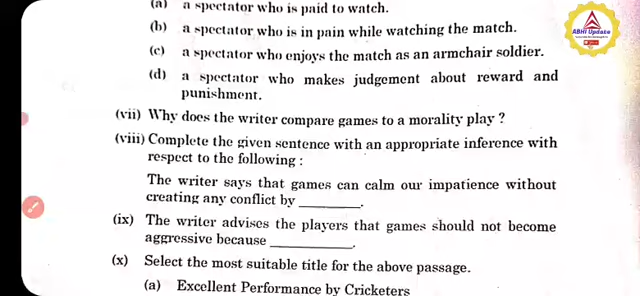 (a) a spectator who is paid to watch.
(b) a spectator who is in pain while watching the match.
(c) a spectator who enjoys the match as an armchair soldier.
(d) a spectator who makes judgement about reward and
punishment.
(vii) Why does the writer compare games to a morality play ?
(viii) Complete the given sentence with an appropriate inference with
respect to the following :
The writer says that games can calm our impatience without
creating any conflict by ________.
(ix) The writer advises the players that games should not become
aggressive because ________.
(x) Select the most suitable title for the above passage.
(a) Excellent Performance by Cricketers
ABHI Update